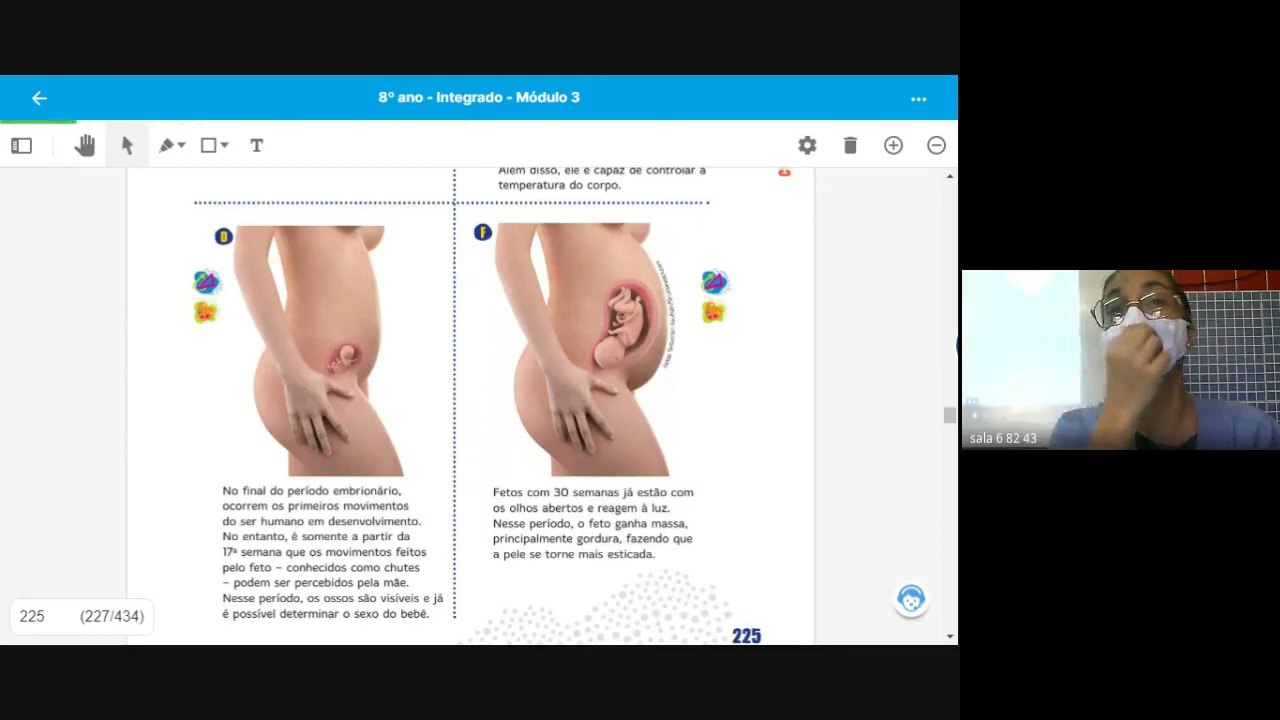 8º ano - Integrado - Módulo 3
T
Além disso, ele é capaz de controlar a
temperatura do corpo.
D
F
No final do período embrionário,
ocorrem os primeiros movimentos
do ser humano em desenvolvimento.
No entanto, é somente a partir da
17ª semana que os movimentos feitos
pelo feto – conhecidos como chutes
– podem ser percebidos pela mãe.
Nesse período, os ossos são visíveis e já
é possível determinar o sexo do bebê.
Fetos com 30 semanas já estão com
os olhos abertos e reagem à luz.
Nesse período, o feto ganha massa,
principalmente gordura, fazendo que
a pele se torne mais esticada.
225 (227/434)
225
sala 6 82 43